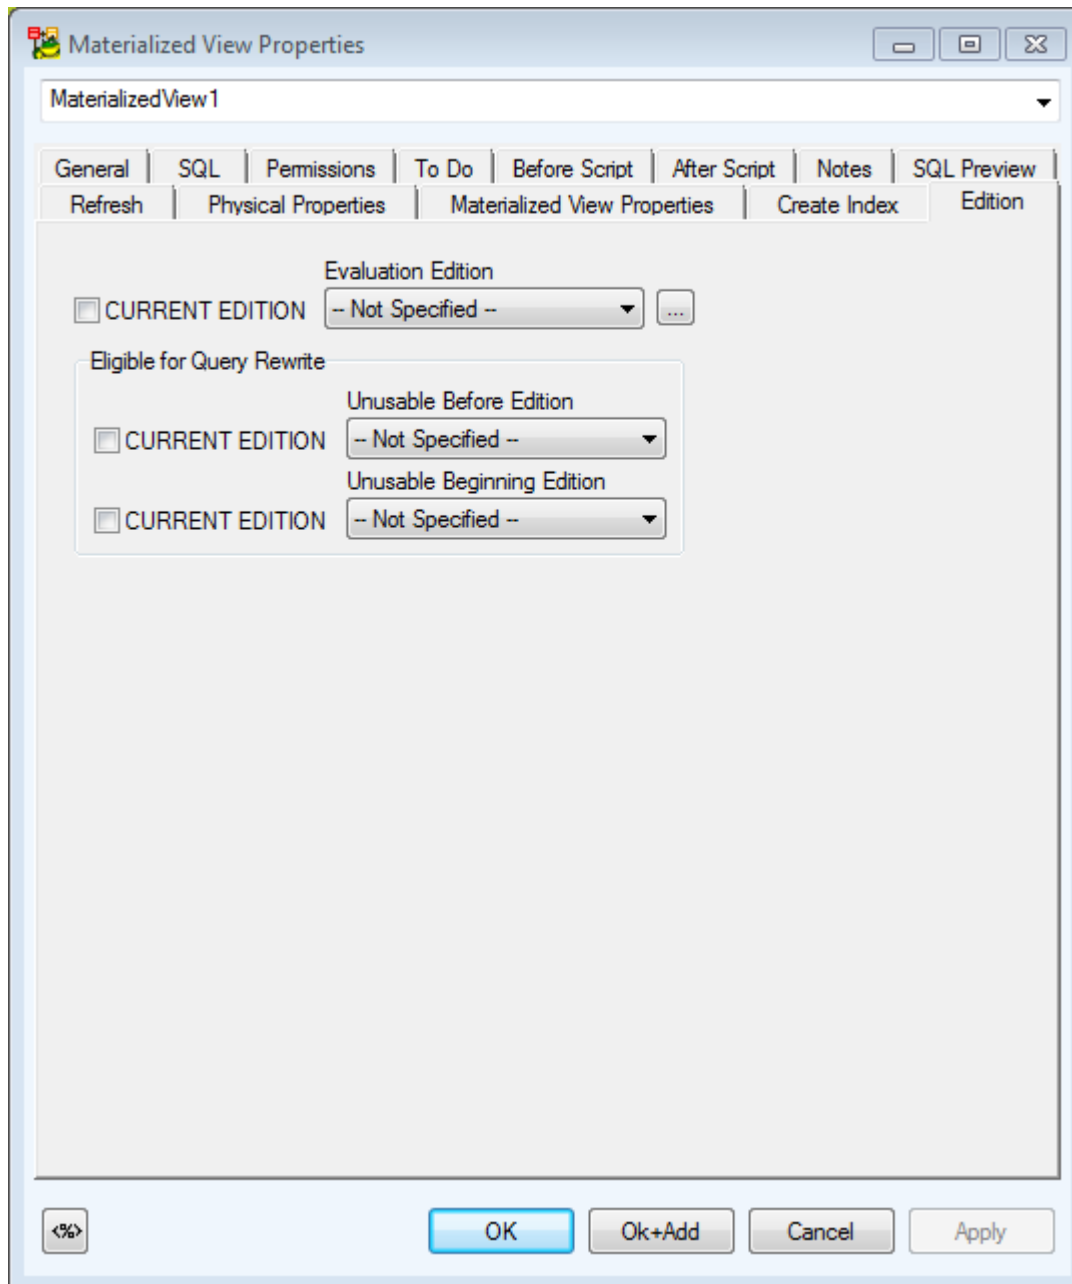 Materialized View Properties
MaterializedView1
General SQL Permissions To Do Before Script After Script Notes SQL Preview
Refresh Physical Properties Materialized View Properties Create Index Edition
Evaluation Edition
CURRENT EDITION -- Not Specified -- ...
Eligible for Query Rewrite
Unusable Before Edition
CURRENT EDITION -- Not Specified --
Unusable Beginning Edition
CURRENT EDITION -- Not Specified --
<%> OK Ok+Add Cancel Apply